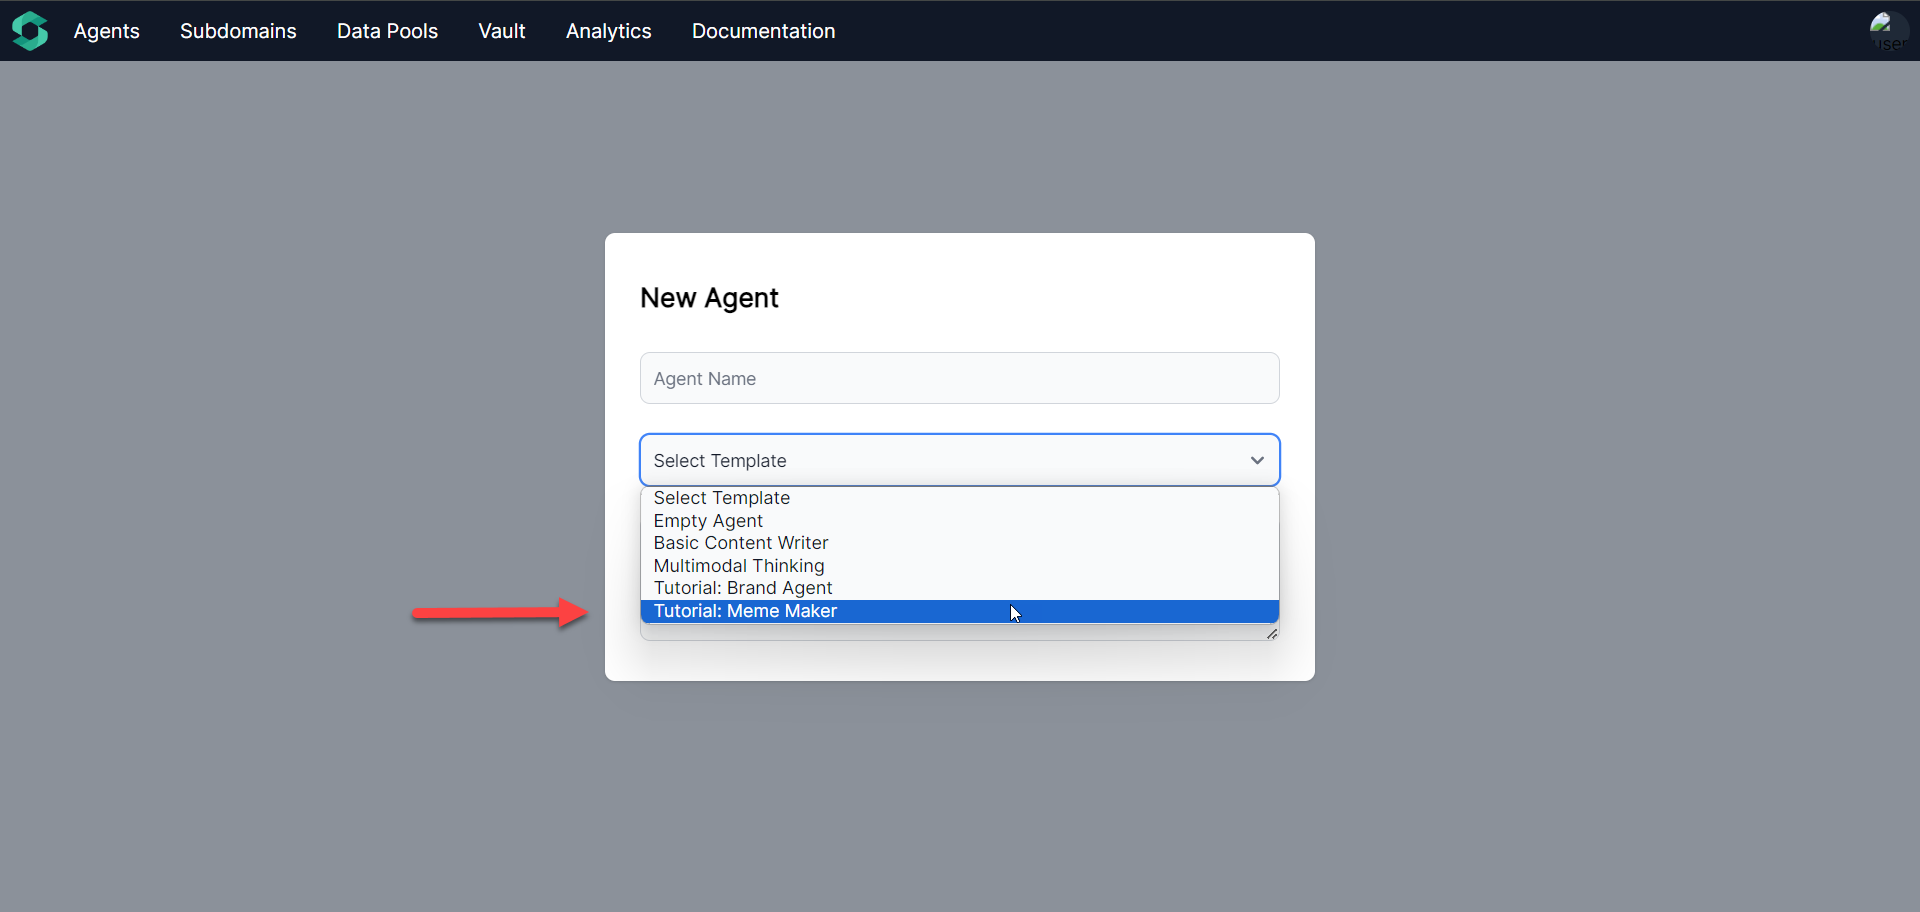 Agents Subdomains Data Pools Vault Analytics Documentation
user
New Agent
Agent Name
Select Template
Select Template
Empty Agent
Basic Content Writer
Multimodal Thinking
Tutorial: Brand Agent
Tutorial: Meme Maker